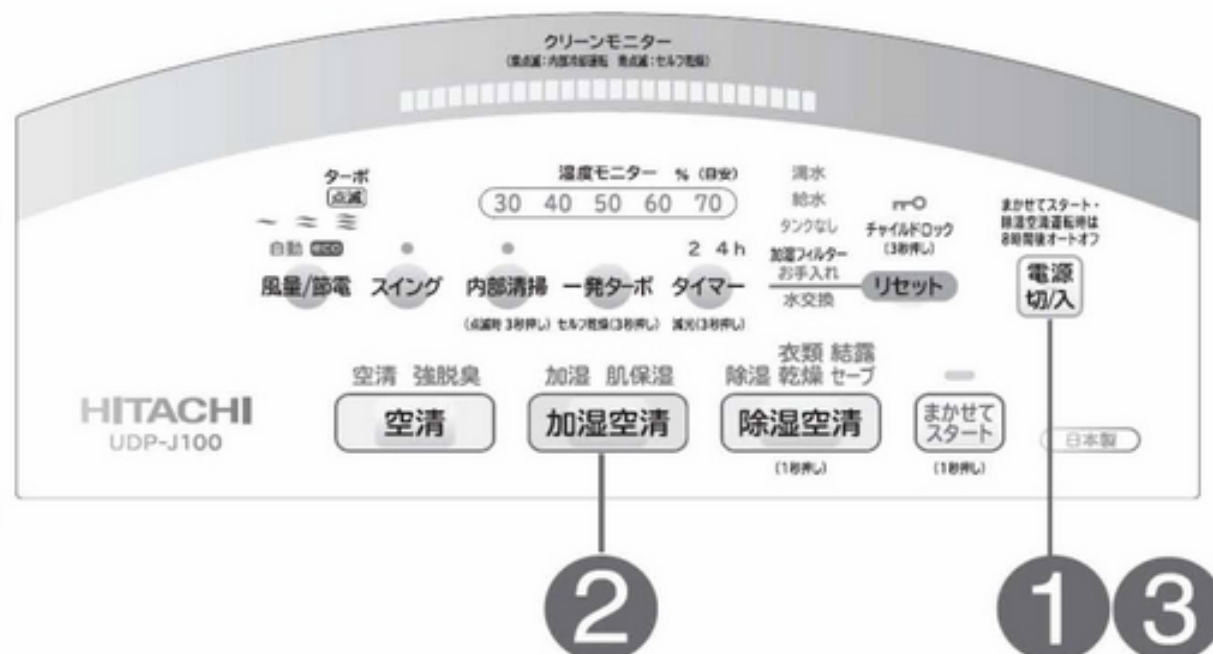 クリーンモニター
ターボ
点滅
湿度モニター % (目安)
30 40 50 60 70
満水
給水
タンクなし
チャイルドロック
(3秒押し)
まかせてスタート・
除湿空清運転時は
8時間後オートオフ
自動 eco
2 4h
加湿フィルター
お手入れ
水交換
風量/節電
スイング
内部清掃
一発ターボ
タイマー
リセット
電源
切/入
(点滅時 3秒押し)
セルフ乾燥(3秒押し)
減光(3秒押し)
空清 強脱臭
加湿 肌保湿
除湿 衣類乾燥 結露セーブ
HITACHI
UDP-J100
空清
加湿空清
除湿空清
まかせて
スタート
日本製
(1秒押し)
(1秒押し)
2
1 3